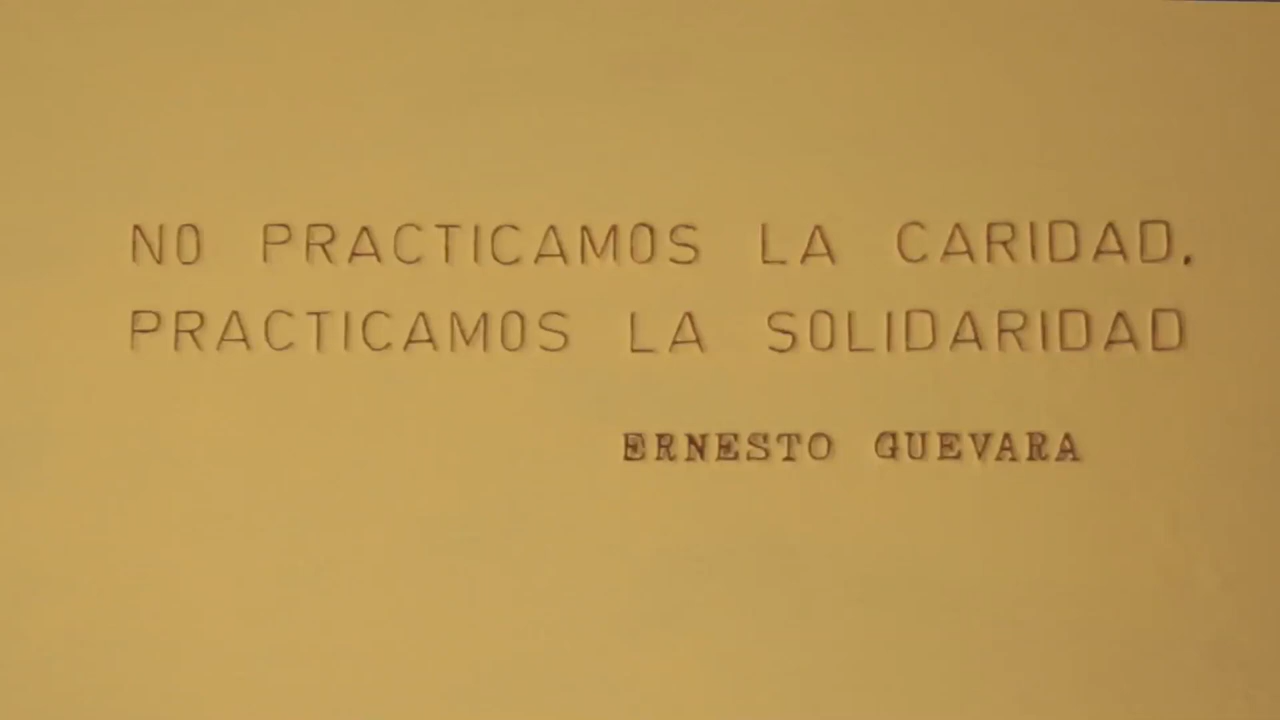 NO PRACTICAMOS LA CARIDAD.
PRACTICAMOS LA SOLIDARIDAD
ERNESTO GUEVARA